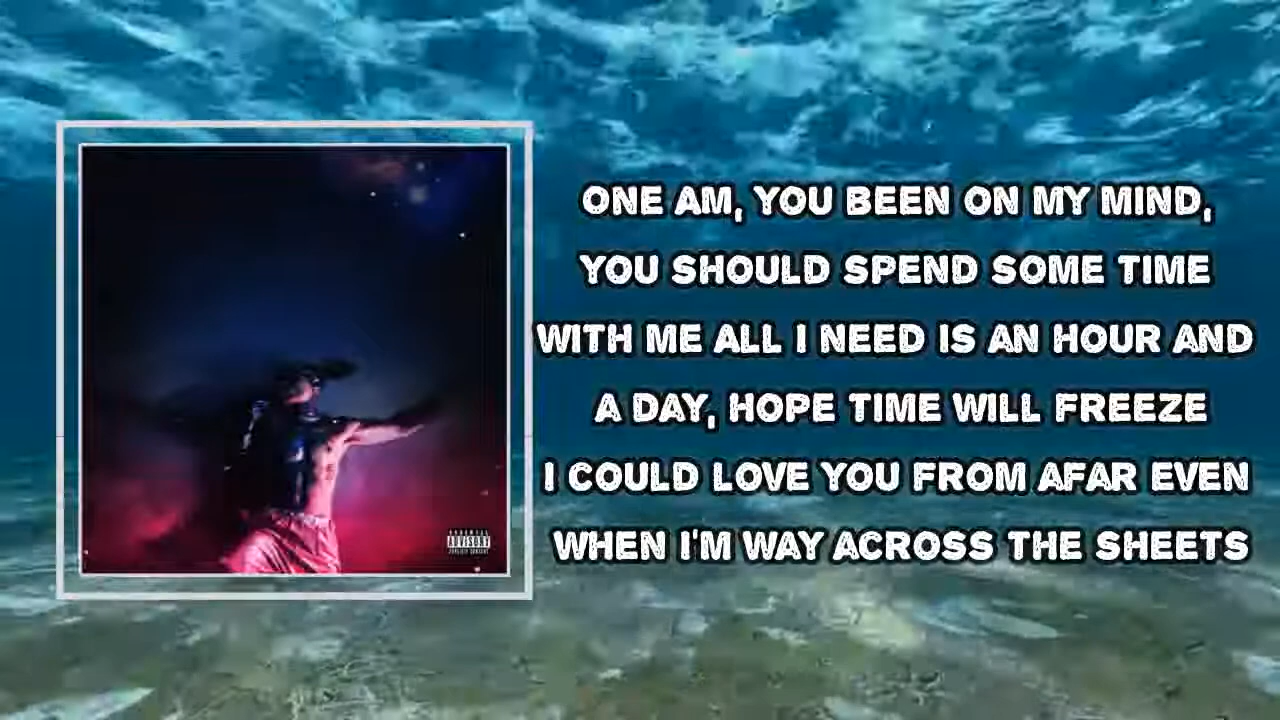 ONE AM, YOU BEEN ON MY MIND,
YOU SHOULD SPEND SOME TIME
WITH ME ALL I NEED IS AN HOUR AND
A DAY, HOPE TIME WILL FREEZE
I COULD LOVE YOU FROM AFAR EVEN
WHEN I'M WAY ACROSS THE SHEETS
ADVISORY
EXPLICIT CONTENT